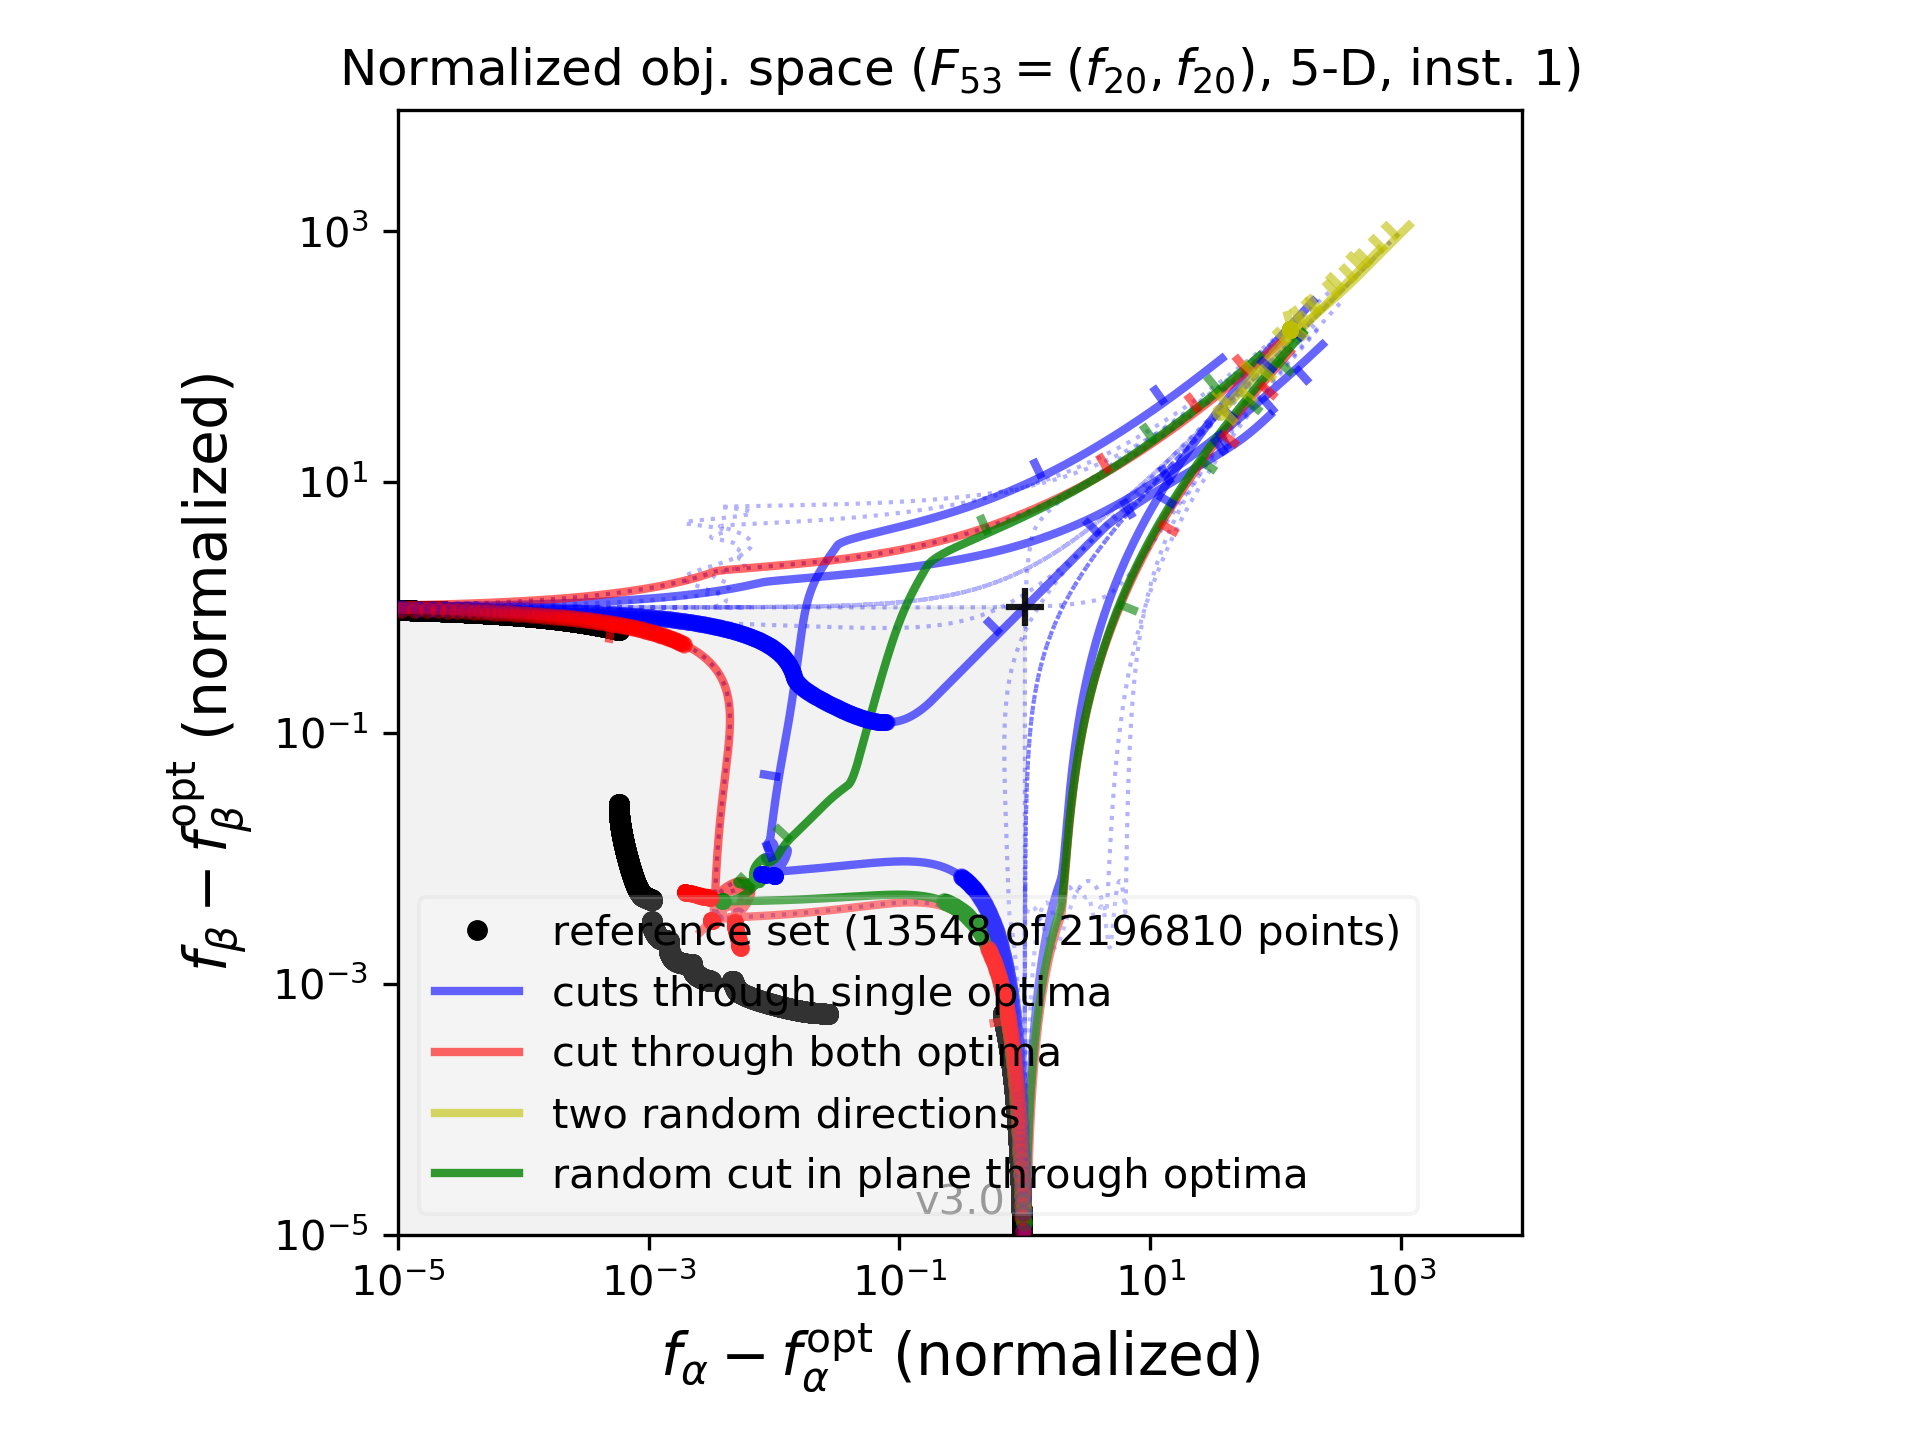 Normalized obj. space (F₅₃ = (f₂₀, f₂₀), 5-D, inst. 1)
f_β − f_β^opt (normalized)
10³
10¹
10⁻¹
10⁻³
10⁻⁵
reference set (13548 of 2196810 points)
cuts through single optima
cut through both optima
two random directions
random cut in plane through optima
v3.0
10⁻⁵
10⁻³
10⁻¹
10¹
10³
f_α − f_α^opt (normalized)